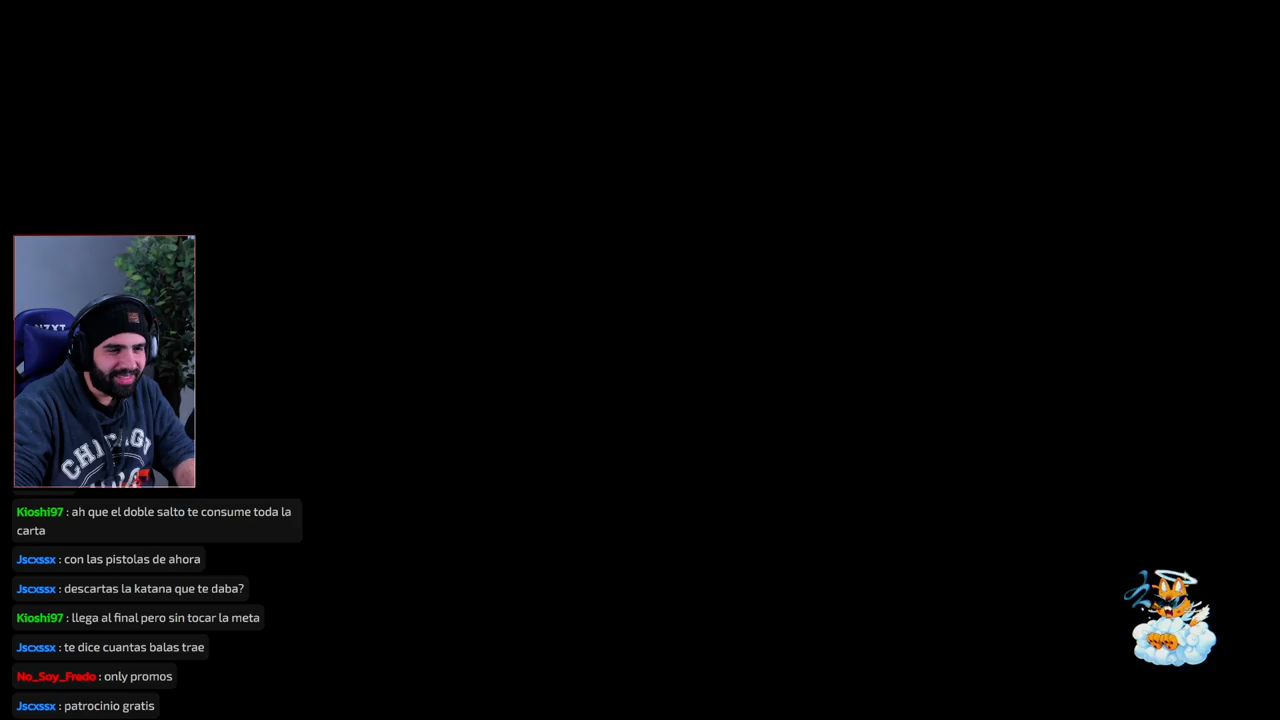 NZXT
CHICAGO
Kioshi97 : ah que el doble salto te consume toda la
carta
Jscxssx : con las pistolas de ahora
Jscxssx : descartas la katana que te daba?
Kioshi97 : llega al final pero sin tocar la meta
Jscxssx : te dice cuantas balas trae
No_Soy_Fredo : only promos
Jscxssx : patrocinio gratis